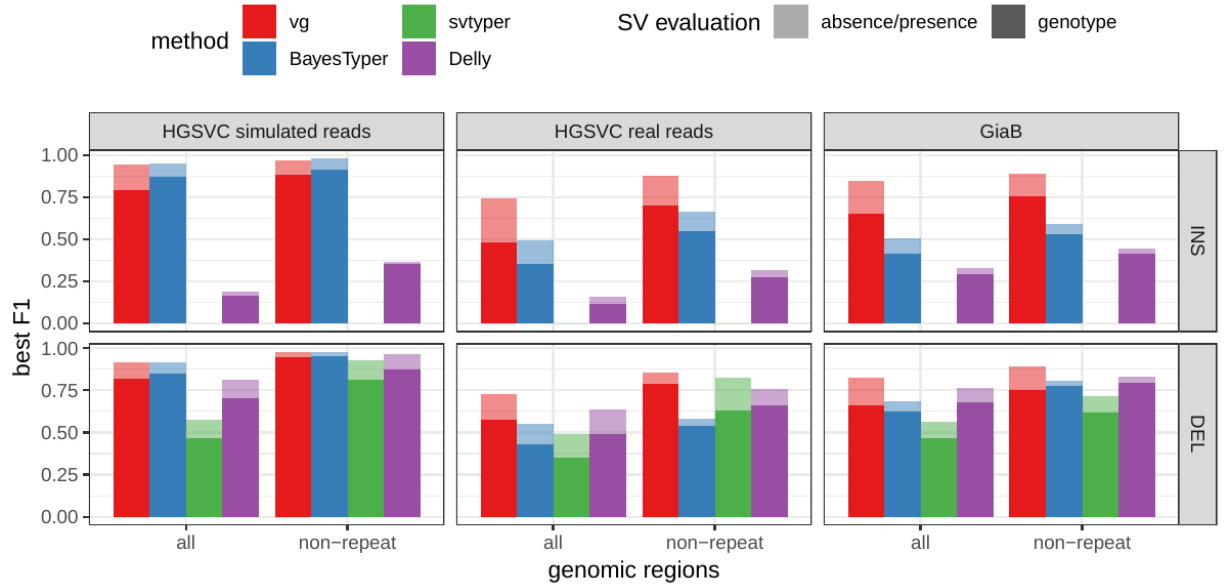 method
vg
svtyper
BayesTyper
Delly
SV evaluation
absence/presence
genotype
HGSVC simulated reads
HGSVC real reads
GiaB
best F1
1.00
0.75
0.50
0.25
0.00
INS
1.00
0.75
0.50
0.25
0.00
DEL
all
non-repeat
all
non-repeat
all
non-repeat
genomic regions